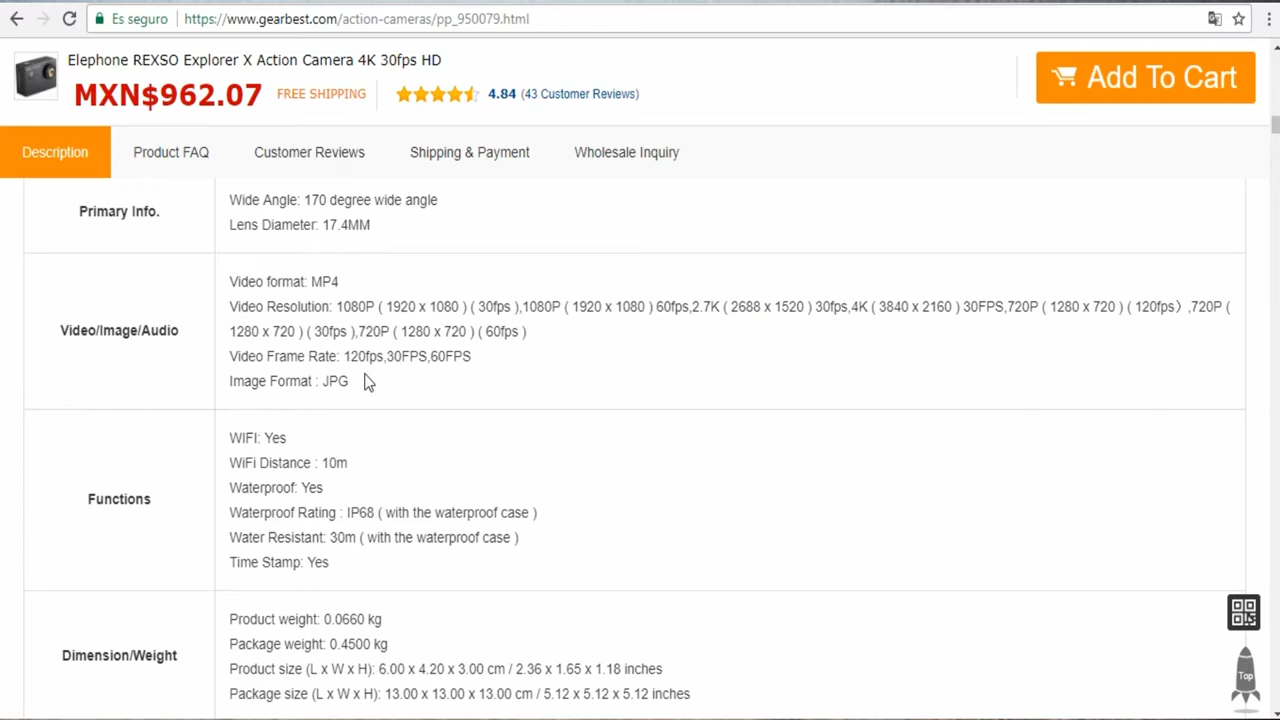 Es seguro https://www.gearbest.com/action-cameras/pp_950079.html
Elephone REXSO Explorer X Action Camera 4K 30fps HD
MXN$962.07 FREE SHIPPING 4.84 (43 Customer Reviews)
Add To Cart
Description Product FAQ Customer Reviews Shipping & Payment Wholesale Inquiry
Primary Info.
Wide Angle: 170 degree wide angle
Lens Diameter: 17.4MM
Video/Image/Audio
Video format: MP4
Video Resolution: 1080P ( 1920 x 1080 ) ( 30fps ),1080P ( 1920 x 1080 ) 60fps,2.7K ( 2688 x 1520 ) 30fps,4K ( 3840 x 2160 ) 30FPS,720P ( 1280 x 720 ) ( 120fps） ,720P (
1280 x 720 ) ( 30fps ),720P ( 1280 x 720 ) ( 60fps )
Video Frame Rate: 120fps,30FPS,60FPS
Image Format : JPG
Functions
WIFI: Yes
WiFi Distance : 10m
Waterproof: Yes
Waterproof Rating : IP68 ( with the waterproof case )
Water Resistant: 30m ( with the waterproof case )
Time Stamp: Yes
Dimension/Weight
Product weight: 0.0660 kg
Package weight: 0.4500 kg
Product size (L x W x H): 6.00 x 4.20 x 3.00 cm / 2.36 x 1.65 x 1.18 inches
Package size (L x W x H): 13.00 x 13.00 x 13.00 cm / 5.12 x 5.12 x 5.12 inches
Top